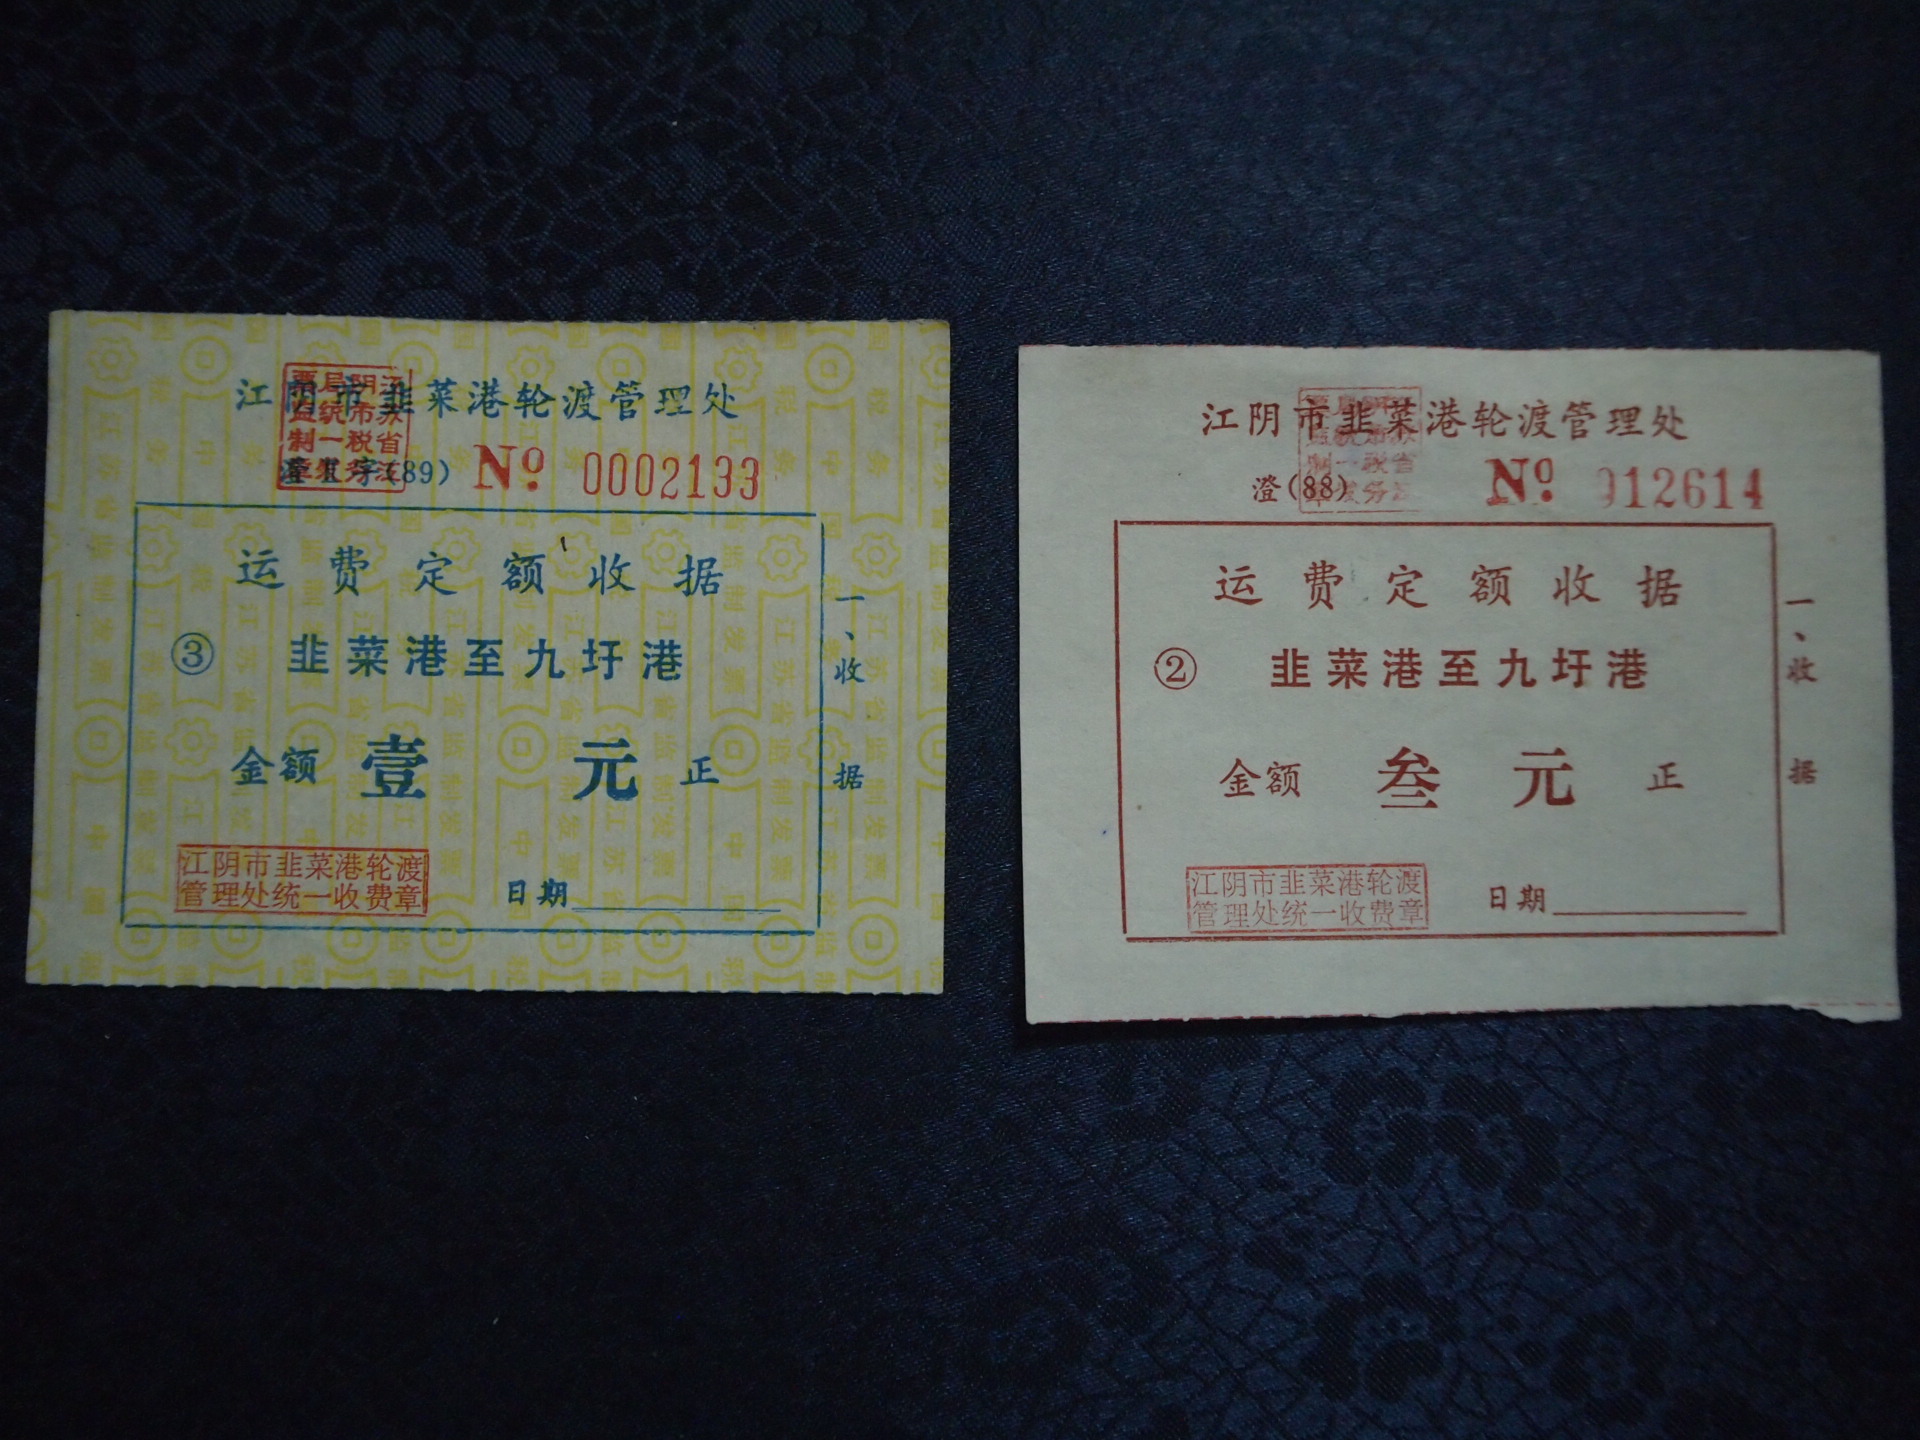 江阴市韭菜港轮渡管理处
(89) No. 0002133
运费定额收据
③ 韭菜港至九圩港
金额 壹 元 正
江阴市韭菜港轮渡
管理处统一收费章
日期
一、收据
江阴市韭菜港轮渡管理处
澄(88) No. 912614
运费定额收据
② 韭菜港至九圩港
金额 叁 元 正
江阴市韭菜港轮渡
管理处统一收费章
日期
一、收据